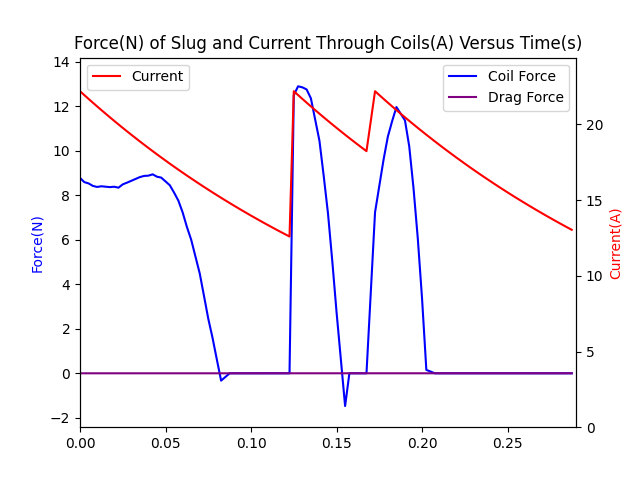 Force(N) of Slug and Current Through Coils(A) Versus Time(s)
Current
Coil Force
Drag Force
Force(N)
Current(A)
14
12
10
8
6
4
2
0
−2
20
15
10
5
0
0.00 0.05 0.10 0.15 0.20 0.25